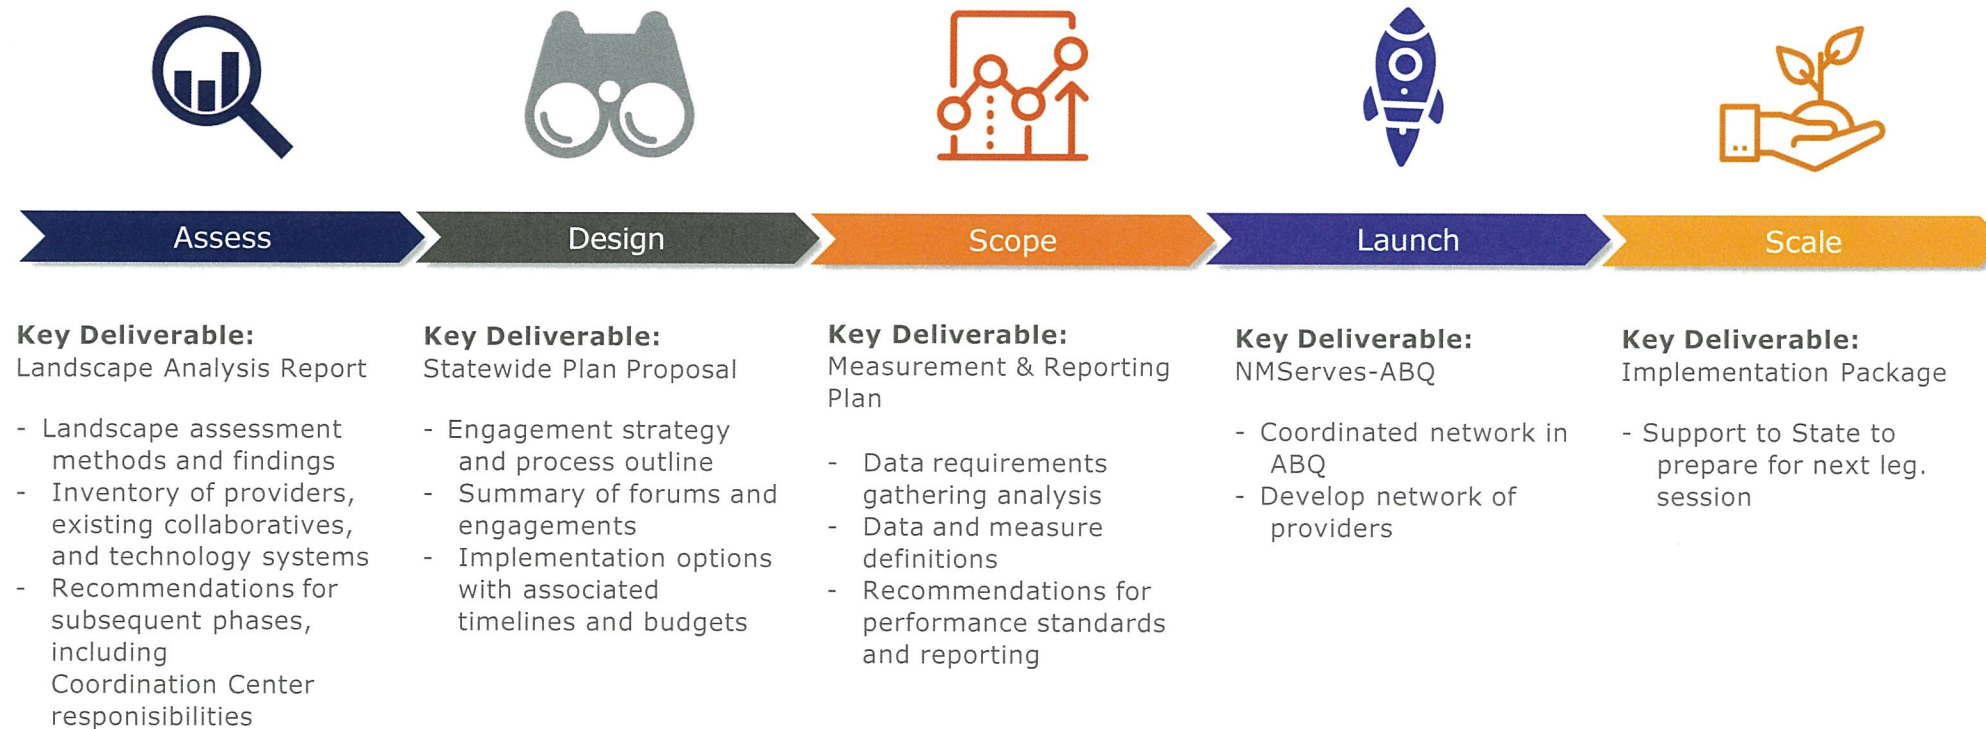 Assess
Design
Scope
Launch
Scale
Key Deliverable:
Landscape Analysis Report
- Landscape assessment
methods and findings
- Inventory of providers,
existing collaboratives,
and technology systems
- Recommendations for
subsequent phases,
including
Coordination Center
responisibilities
Key Deliverable:
Statewide Plan Proposal
- Engagement strategy
and process outline
- Summary of forums and
engagements
- Implementation options
with associated
timelines and budgets
Key Deliverable:
Measurement & Reporting
Plan
- Data requirements
gathering analysis
- Data and measure
definitions
- Recommendations for
performance standards
and reporting
Key Deliverable:
NMServes-ABQ
- Coordinated network in
ABQ
- Develop network of
providers
Key Deliverable:
Implementation Package
- Support to State to
prepare for next leg.
session